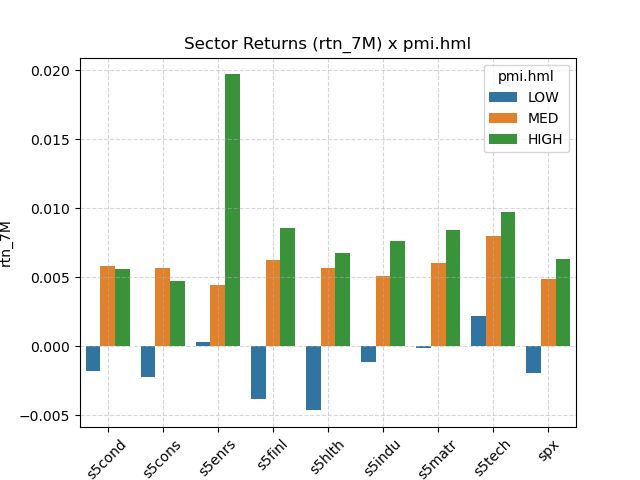 Sector Returns (rtn_7M) x pmi.hml
pmi.hml
LOW
MED
HIGH
rtn_7M
0.020
0.015
0.010
0.005
0.000
−0.005
s5cond
s5cons
s5enrs
s5finl
s5hlth
s5indu
s5matr
s5tech
spx